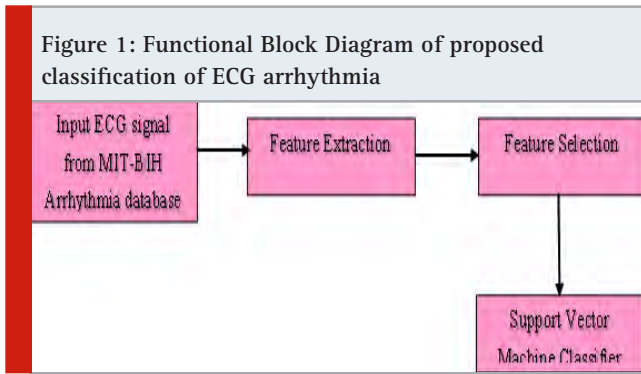 Figure 1: Functional Block Diagram of proposed
classification of ECG arrhythmia
Input ECG signal
from MIT-BIH
Arrhythmia database
Feature Extraction
Feature Selection
Support Vector
Machine Classifier